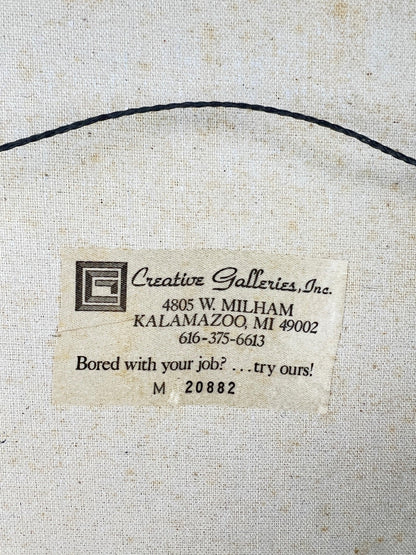 Creative Galleries, Inc.
4805 W. MILHAM
KALAMAZOO, MI 49002
616-375-6613
Bored with your job? ...try ours!
M 20882